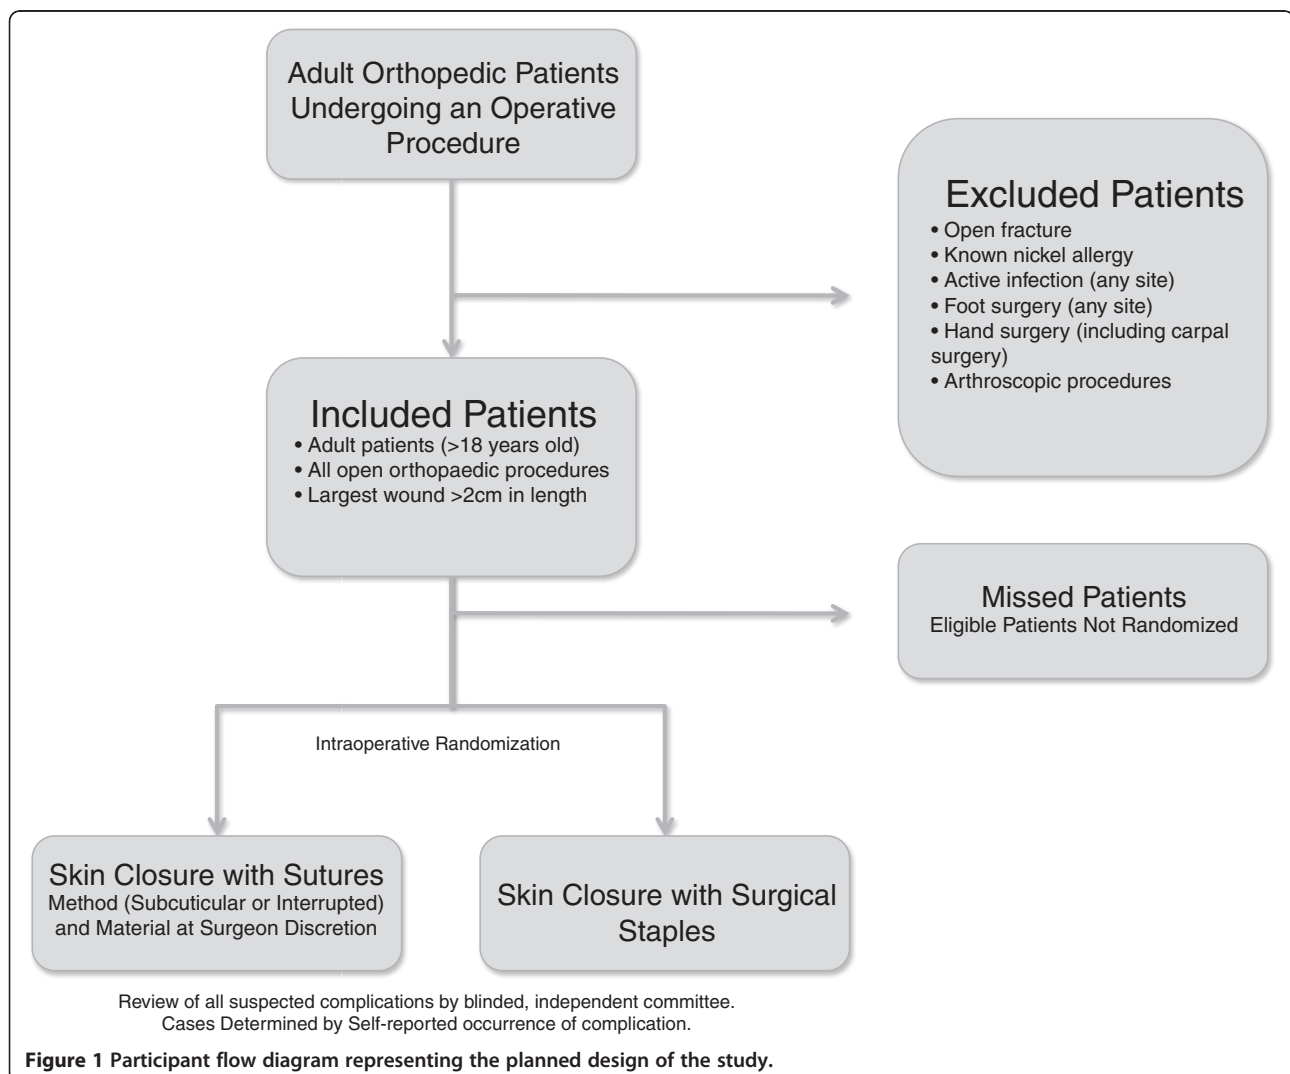 Adult Orthopedic Patients
Undergoing an Operative
Procedure
Excluded Patients
• Open fracture
• Known nickel allergy
• Active infection (any site)
• Foot surgery (any site)
• Hand surgery (including carpal
surgery)
• Arthroscopic procedures
Included Patients
• Adult patients (>18 years old)
• All open orthopaedic procedures
• Largest wound >2cm in length
Missed Patients
Eligible Patients Not Randomized
Intraoperative Randomization
Skin Closure with Sutures
Method (Subcuticular or Interrupted)
and Material at Surgeon Discretion
Skin Closure with Surgical
Staples
Review of all suspected complications by blinded, independent committee.
Cases Determined by Self-reported occurrence of complication.
Figure 1 Participant flow diagram representing the planned design of the study.